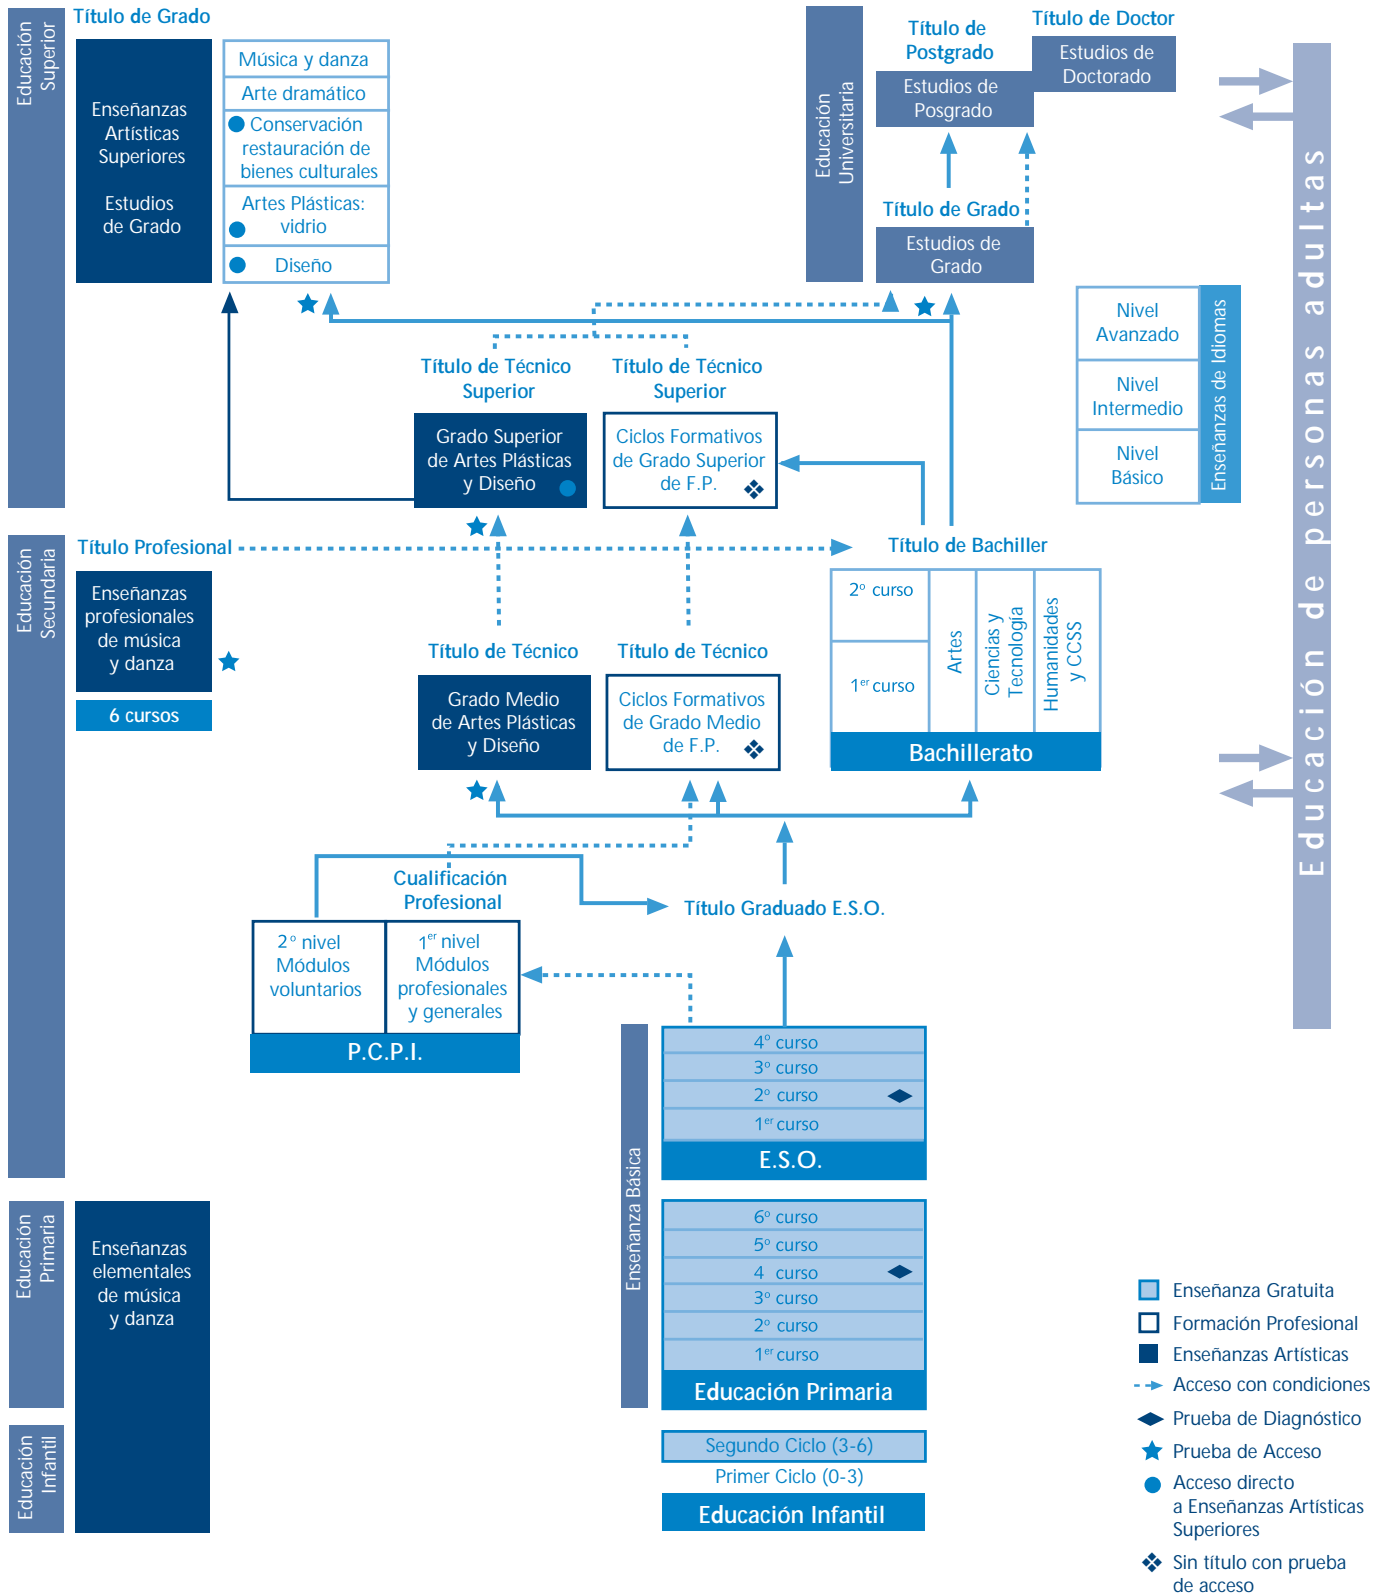 Educación
Superior
Título de Grado
Enseñanzas
Artísticas
Superiores
Estudios
de Grado
Música y danza
Arte dramático
Conservación
restauración de
bienes culturales
Artes Plásticas:
vidrio
Diseño
Educación
Universitaria
Título de
Postgrado
Estudios de
Posgrado
Título de Doctor
Estudios de
Doctorado
Título de Grado
Estudios de
Grado
Educación de personas adultas
Nivel
Avanzado
Nivel
Intermedio
Nivel
Básico
Enseñanzas de Idiomas
Título de Técnico
Superior
Grado Superior
de Artes Plásticas
y Diseño
Título de Técnico
Superior
Ciclos Formativos
de Grado Superior
de F.P.
Educación
Secundaria
Título Profesional
Enseñanzas
profesionales
de música
y danza
6 cursos
Título de Bachiller
2º curso
1er curso
Artes
Ciencias y
Tecnología
Humanidades
y CCSS
Bachillerato
Título de Técnico
Grado Medio
de Artes Plásticas
y Diseño
Título de Técnico
Ciclos Formativos
de Grado Medio
de F.P.
Cualificación
Profesional
Título Graduado E.S.O.
2º nivel
Módulos
voluntarios
1er nivel
Módulos
profesionales
y generales
P.C.P.I.
Enseñanza Básica
4º curso
3º curso
2º curso
1er curso
E.S.O.
Educación
Primaria
Enseñanzas
elementales
de música
y danza
6º curso
5º curso
4 curso
3º curso
2º curso
1er curso
Educación Primaria
Educación
Infantil
Segundo Ciclo (3-6)
Primer Ciclo (0-3)
Educación Infantil
Enseñanza Gratuita
Formación Profesional
Enseñanzas Artísticas
Acceso con condiciones
Prueba de Diagnóstico
Prueba de Acceso
Acceso directo
a Enseñanzas Artísticas
Superiores
Sin título con prueba
de acceso